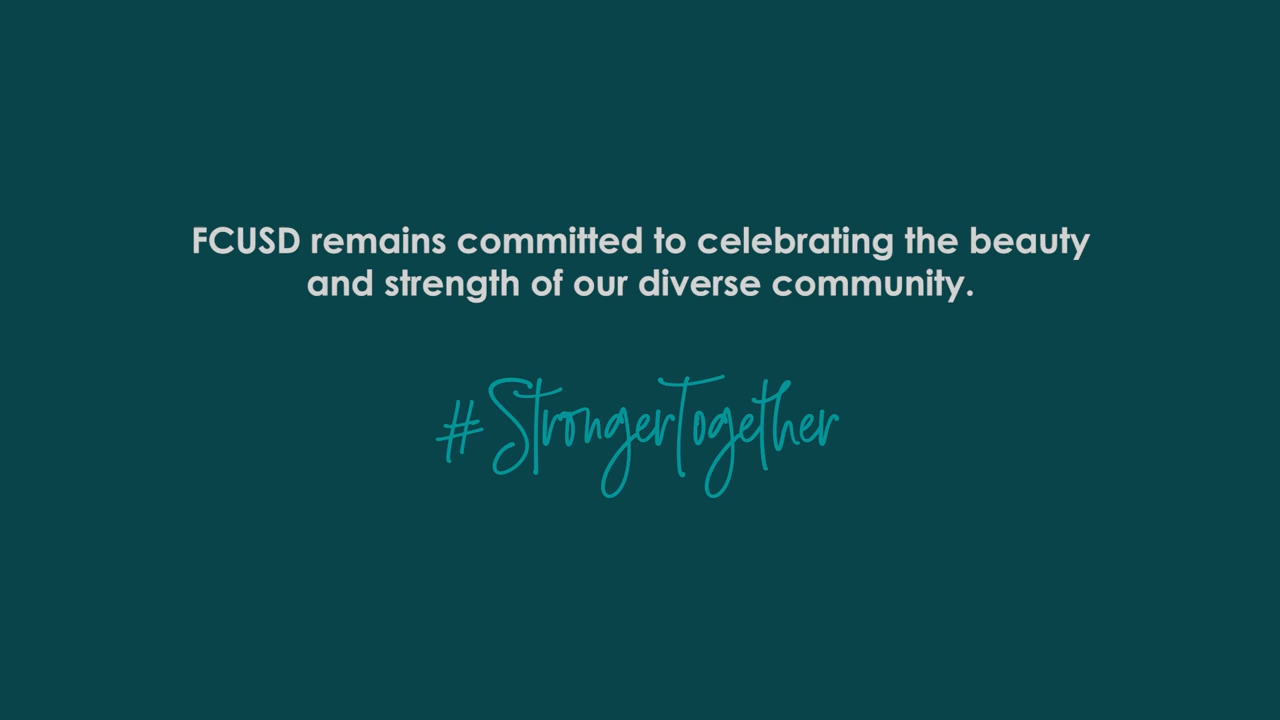 FCUSD remains committed to celebrating the beauty
and strength of our diverse community.
#StrongerTogether